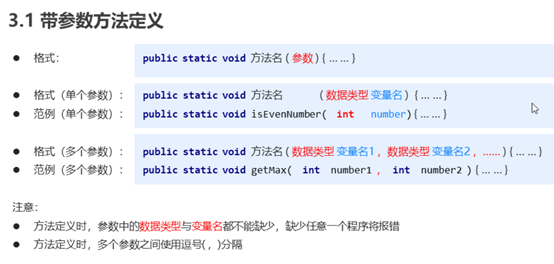 3.1 带参数方法定义
● 格式： public static void 方法名 ( 参数 ) { ... ... }
● 格式（单个参数）： public static void 方法名 ( 数据类型 变量名 ) { ... ... }
● 范例（单个参数）： public static void isEvenNumber( int number){ ... ... }
● 格式（多个参数）： public static void 方法名 ( 数据类型 变量名1 ，数据类型 变量名2 ，……) { ... ... }
● 范例（多个参数）： public static void getMax( int number1 , int number2 ) { ... ... }
注意：
● 方法定义时，参数中的数据类型与变量名都不能缺少，缺少任意一个程序将报错
● 方法定义时，多个参数之间使用逗号( , )分隔